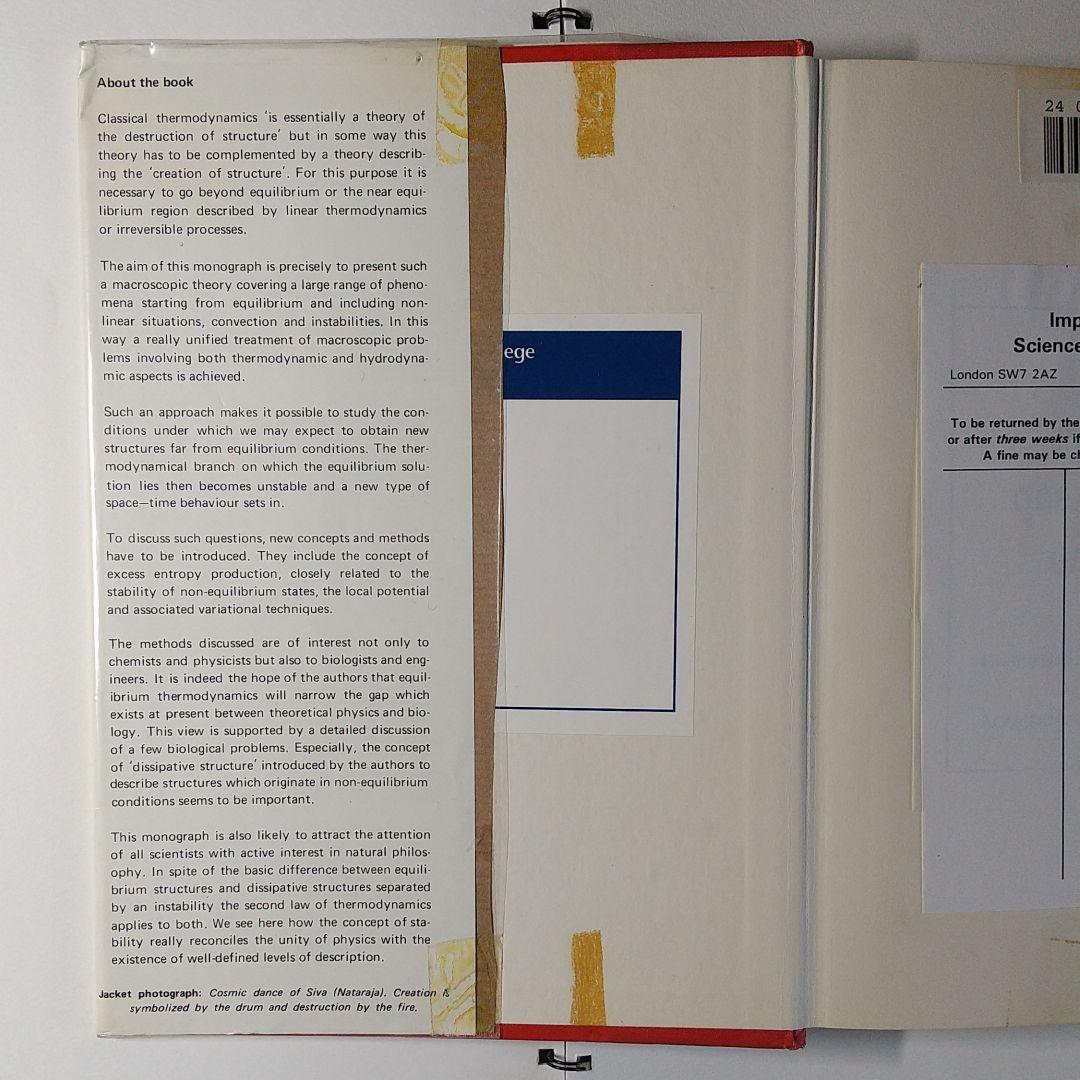 About the book
Classical thermodynamics 'is essentially a theory of
the destruction of structure' but in some way this
theory has to be complemented by a theory describ-
ing the 'creation of structure'. For this purpose it is
necessary to go beyond equilibrium or the near equi-
librium region described by linear thermodynamics
or irreversible processes.
The aim of this monograph is precisely to present such
a macroscopic theory covering a large range of pheno-
mena starting from equilibrium and including non-
linear situations, convection and instabilities. In this
way a really unified treatment of macroscopic prob-
lems involving both thermodynamic and hydrodyna-
mic aspects is achieved.
Such an approach makes it possible to study the con-
ditions under which we may expect to obtain new
structures far from equilibrium conditions. The ther-
modynamical branch on which the equilibrium solu-
tion lies then becomes unstable and a new type of
space—time behaviour sets in.
To discuss such questions, new concepts and methods
have to be introduced. They include the concept of
excess entropy production, closely related to the
stability of non-equilibrium states, the local potential
and associated variational techniques.
The methods discussed are of interest not only to
chemists and physicists but also to biologists and eng-
ineers. It is indeed the hope of the authors that equil-
ibrium thermodynamics will narrow the gap which
exists at present between theoretical physics and bio-
logy. This view is supported by a detailed discussion
of a few biological problems. Especially, the concept
of 'dissipative structure' introduced by the authors to
describe structures which originate in non-equilibrium
conditions seems to be important.
This monograph is also likely to attract the attention
of all scientists with active interest in natural philos-
ophy. In spite of the basic difference between equili-
brium structures and dissipative structures separated
by an instability the second law of thermodynamics
applies to both. We see here how the concept of sta-
bility really reconciles the unity of physics with the
existence of well-defined levels of description.
Jacket photograph: Cosmic dance of Siva (Nataraja). Creation is
symbolized by the drum and destruction by the fire.
ege
24 0
Imp
Science
London SW7 2AZ
To be returned by the
or after three weeks if
A fine may be ch